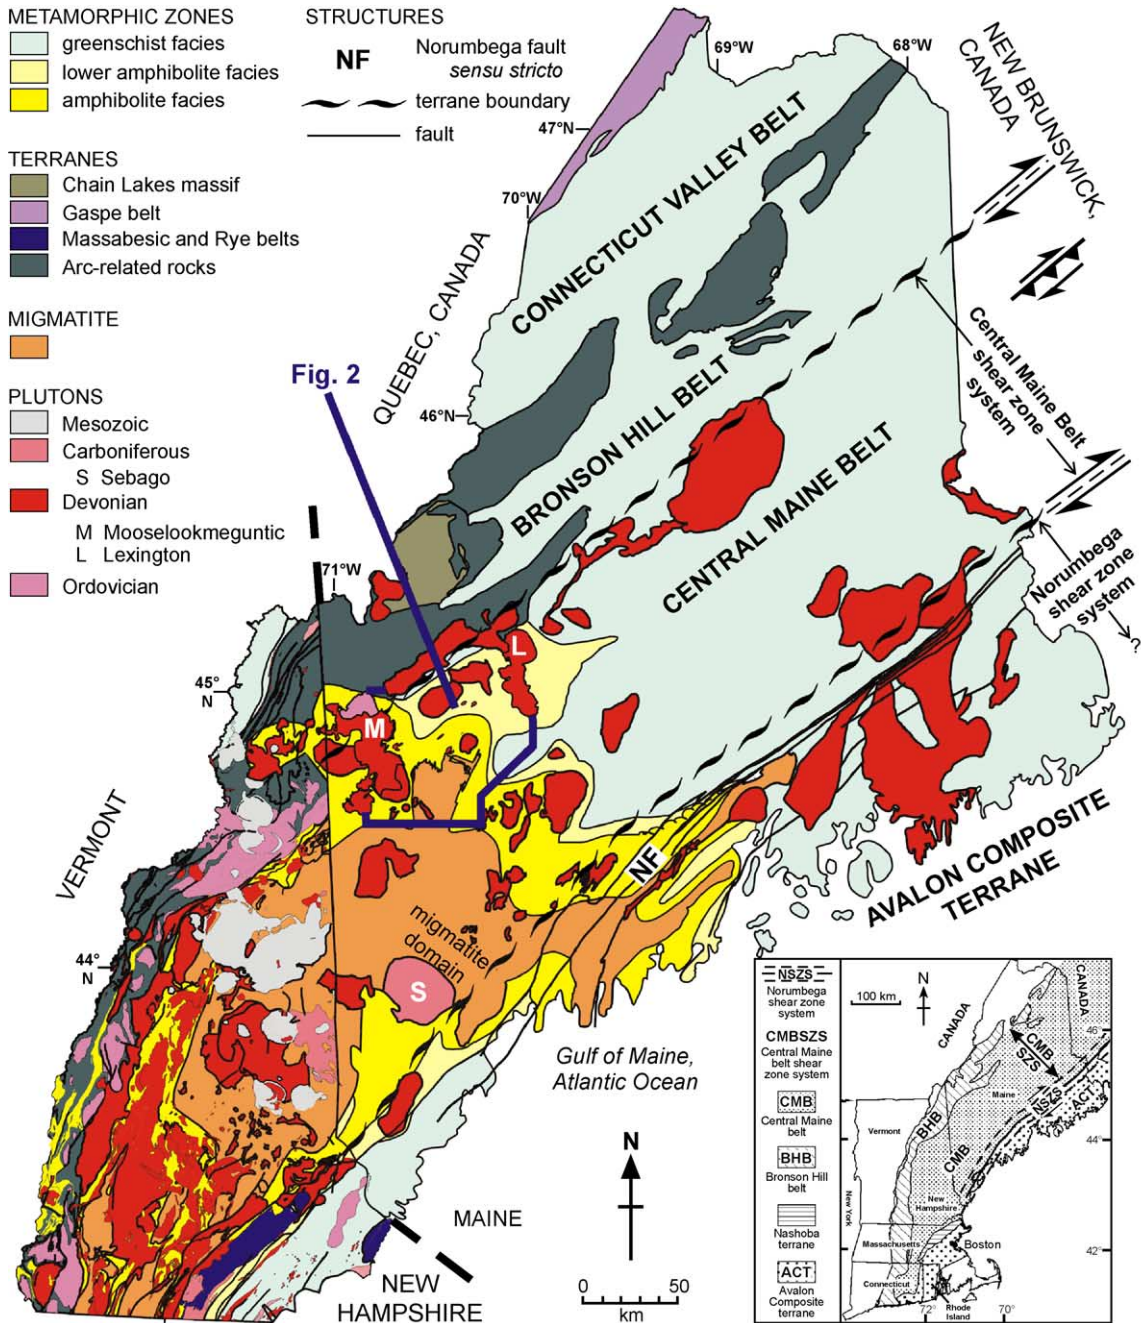 METAMORPHIC ZONES
greenschist facies
lower amphibolite facies
amphibolite facies
TERRANES
Chain Lakes massif
Gaspe belt
Massabesic and Rye belts
Arc-related rocks
MIGMATITE
PLUTONS
Mesozoic
Carboniferous
S Sebago
Devonian
M Mooselookmeguntic
L Lexington
Ordovician
STRUCTURES
NF
Norumbega fault
sensu stricto
terrane boundary
fault
69°W
68°W
NEW BRUNSWICK,
CANADA
47°N
70°W
CONNECTICUT VALLEY BELT
QUEBEC, CANADA
Fig. 2
46°N
BRONSON HILL BELT
CENTRAL MAINE BELT
Central Maine Belt
shear zone
system
Norumbega
shear zone
system
?
71°W
L
45°
N
M
VERMONT
NF
AVALON COMPOSITE
TERRANE
migmatite
domain
44°
N
S
Gulf of Maine,
Atlantic Ocean
N
MAINE
NEW
HAMPSHIRE
0
50
km
NSZS
Norumbega
shear zone
system
CMBSZS
Central Maine
belt shear
zone system
CMB
Central Maine
belt
BHB
Bronson Hill
belt
Nashoba
terrane
ACT
Avalon
Composite
terrane
N
100 km
CANADA
CANADA
46
CMB
SZS
Maine
NSZS
ACT
BHB
Vermont
44°
CMB
New York
New
Hampshire
Massachusetts
Boston
42°
Connecticut
72°
Rhode
Island
70°